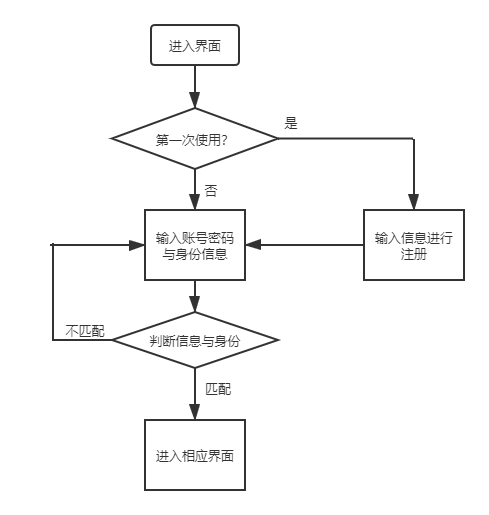 进入界面
是
第一次使用？
否
输入账号密码
与身份信息
输入信息进行
注册
不匹配
判断信息与身份
匹配
进入相应界面